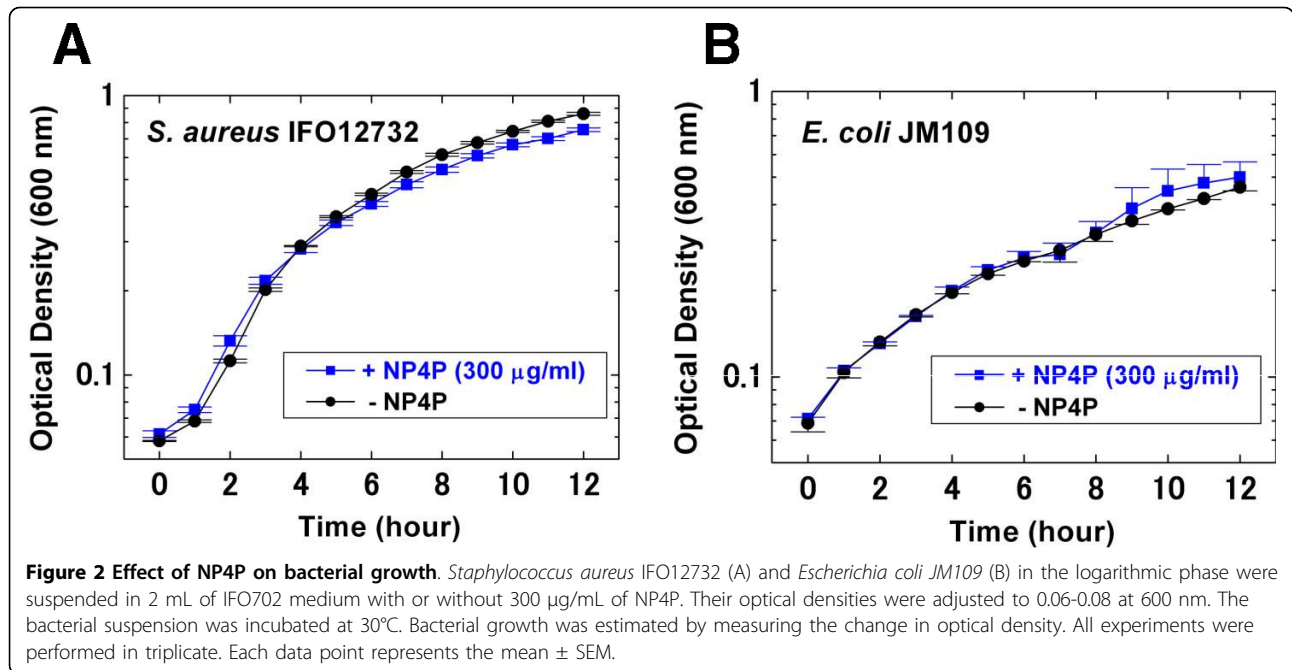 A
B
1
S. aureus IFO12732
0.1
Optical Density (600 nm)
+ NP4P (300 µg/ml)
- NP4P
0 2 4 6 8 10 12
Time (hour)
1
E. coli JM109
0.1
Optical Density (600 nm)
+ NP4P (300 µg/ml)
- NP4P
0 2 4 6 8 10 12
Time (hour)
Figure 2 Effect of NP4P on bacterial growth. Staphylococcus aureus IFO12732 (A) and Escherichia coli JM109 (B) in the logarithmic phase were
suspended in 2 mL of IFO702 medium with or without 300 µg/mL of NP4P. Their optical densities were adjusted to 0.06-0.08 at 600 nm. The
bacterial suspension was incubated at 30°C. Bacterial growth was estimated by measuring the change in optical density. All experiments were
performed in triplicate. Each data point represents the mean ± SEM.